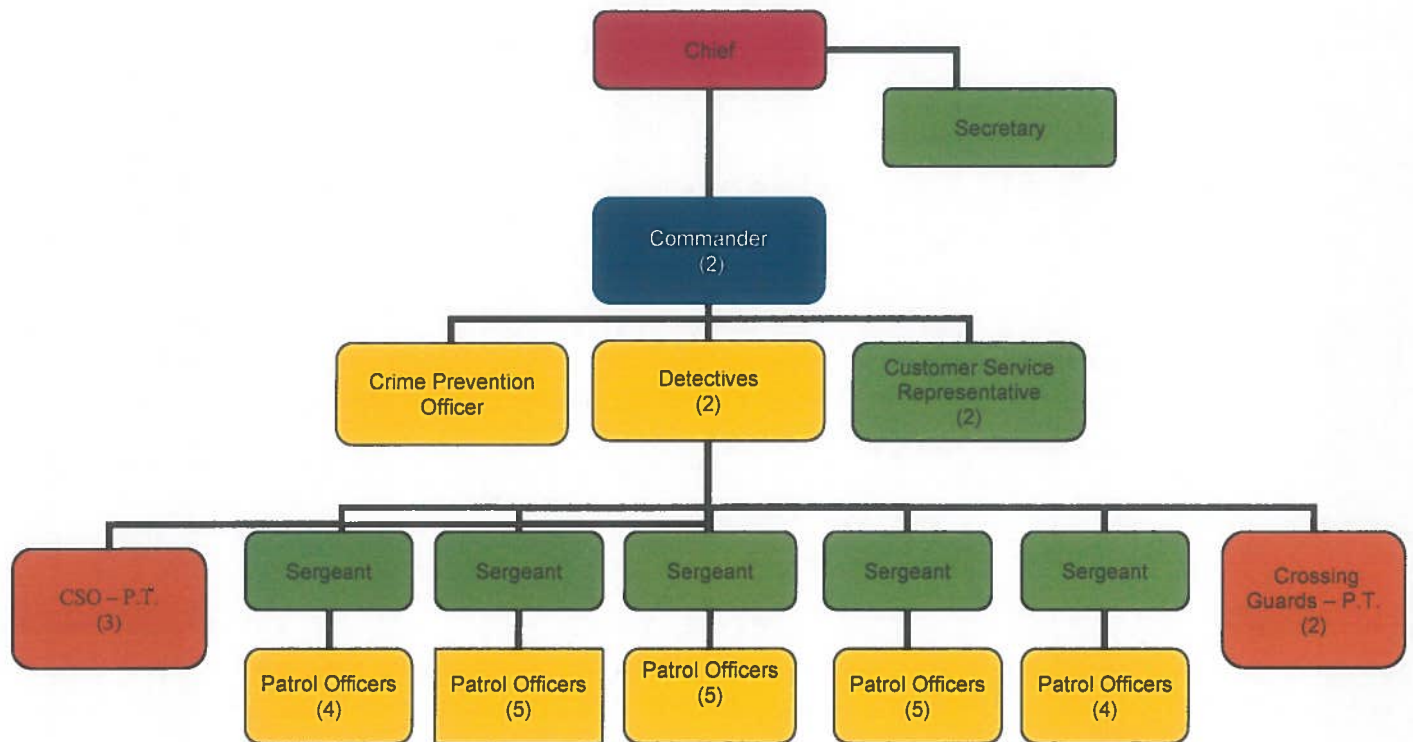 Chief
Secretary
Commander
(2)
Crime Prevention
Officer
Detectives
(2)
Customer Service
Representative
(2)
CSO – P.T.
(3)
Sergeant
Sergeant
Sergeant
Sergeant
Sergeant
Crossing
Guards – P.T.
(2)
Patrol Officers
(4)
Patrol Officers
(5)
Patrol Officers
(5)
Patrol Officers
(5)
Patrol Officers
(4)